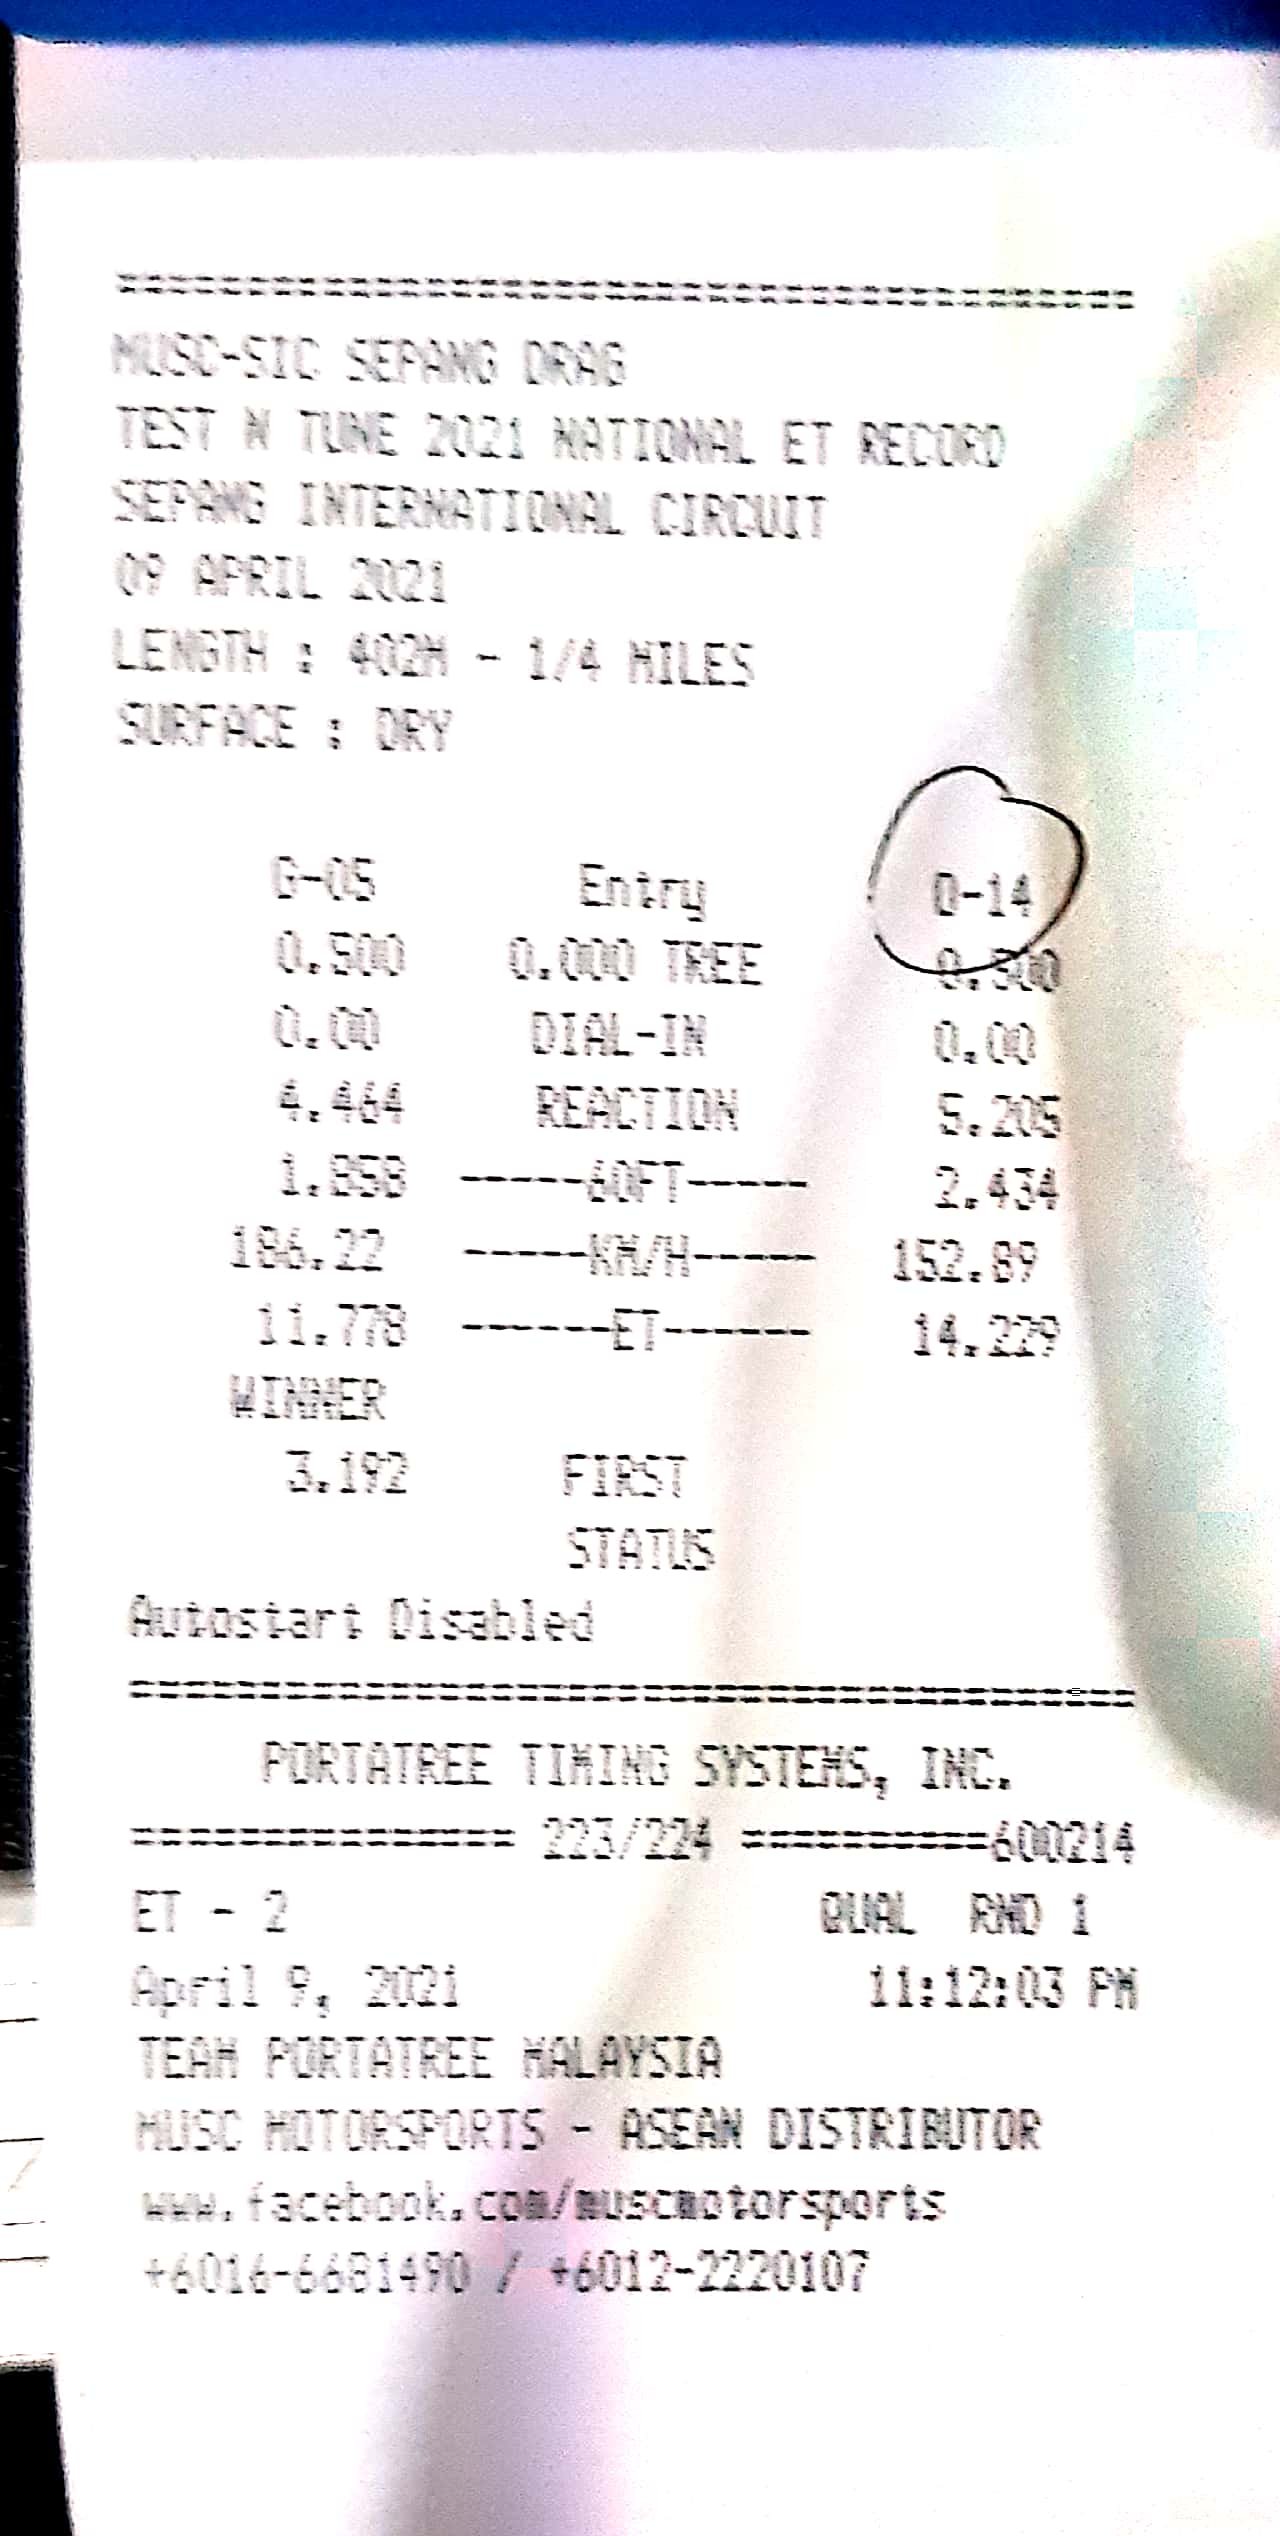 ========================================
MUSC-SIC SEPANG DRAG
TEST N TUNE 2021 NATIONAL ET RECORD
SEPANG INTERNATIONAL CIRCUIT
09 APRIL 2021
LENGTH : 402M - 1/4 MILES
SURFACE : DRY
G-05 Entry D-14
0.500 0.000 TREE 0.500
0.00 DIAL-IN 0.00
4.464 REACTION 5.205
1.858 -----60FT----- 2.434
186.22 -----KM/H----- 152.89
11.778 ------ET------ 14.229
WINNER
3.192 FIRST
STATUS
Autostart Disabled
========================================
PORTATREE TIMING SYSTEMS, INC.
=============== 223/224 ==========600214
ET - 2 QUAL RND 1
April 9, 2021 11:12:03 PM
TEAM PORTATREE MALAYSIA
MUSC MOTORSPORTS - ASEAN DISTRIBUTOR
www.facebook.com/muscmotorsports
+6016-6681490 / +6012-2220107